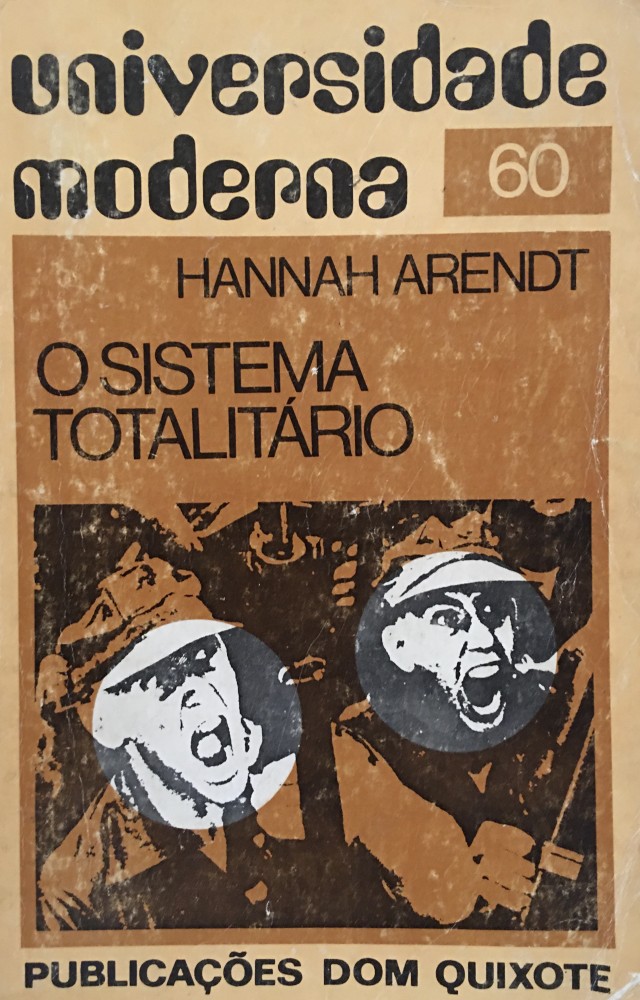 universidade
moderna
60
HANNAH ARENDT
O SISTEMA
TOTALITÁRIO
PUBLICAÇÕES DOM QUIXOTE